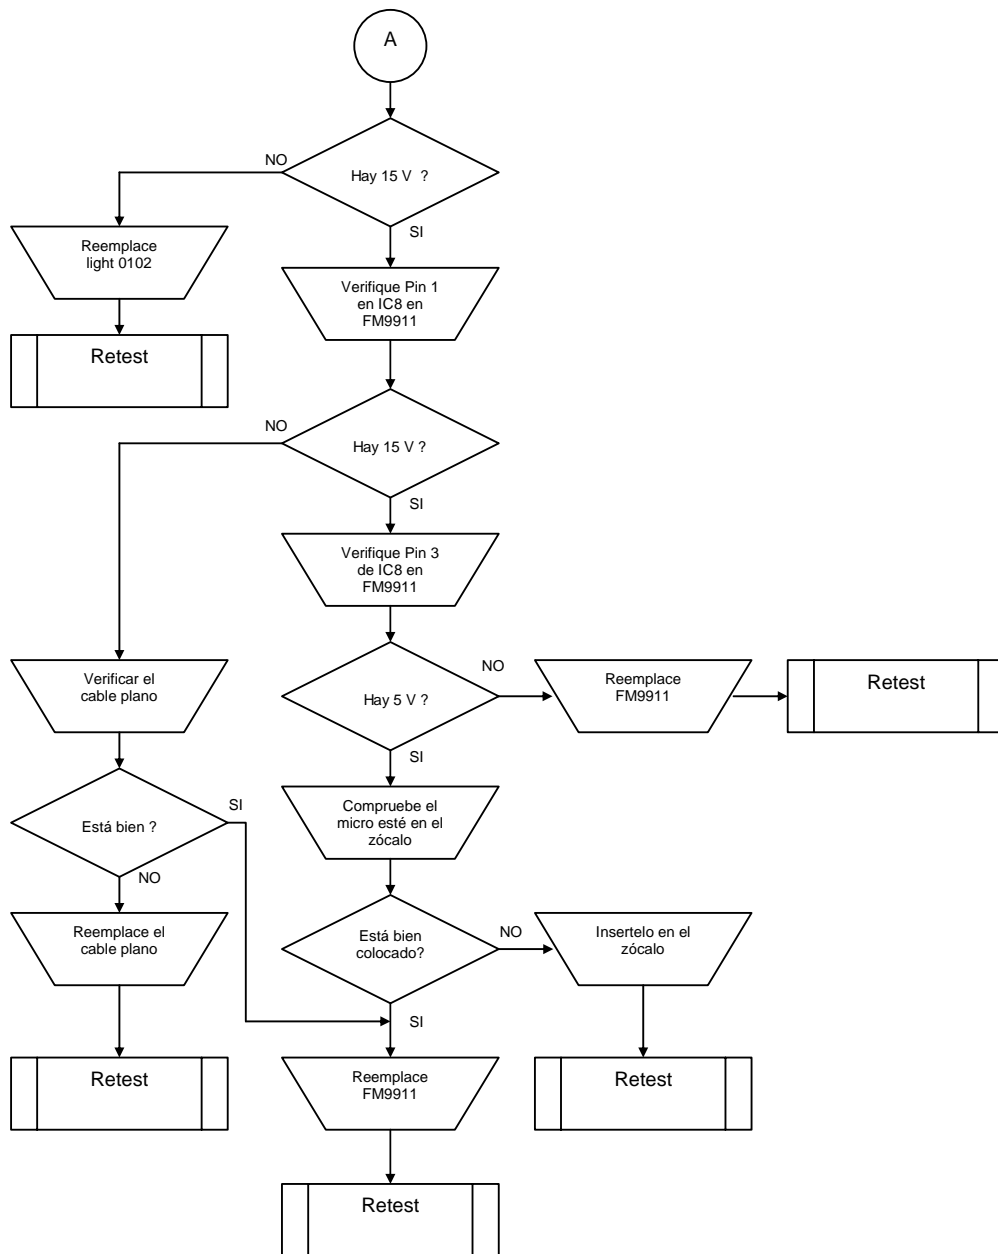 A
NO
Hay 15 V ?
SI
Reemplace
light 0102
Verifique Pin 1
en IC8 en
FM9911
Retest
NO
Hay 15 V ?
SI
Verifique Pin 3
de IC8 en
FM9911
Verificar el
cable plano
Hay 5 V ?
NO
Reemplace
FM9911
Retest
SI
Está bien ?
SI
NO
Compruebe el
micro esté en el
zócalo
Reemplace el
cable plano
Está bien
colocado?
NO
Insertelo en el
zócalo
SI
Retest
Reemplace
FM9911
Retest
Retest